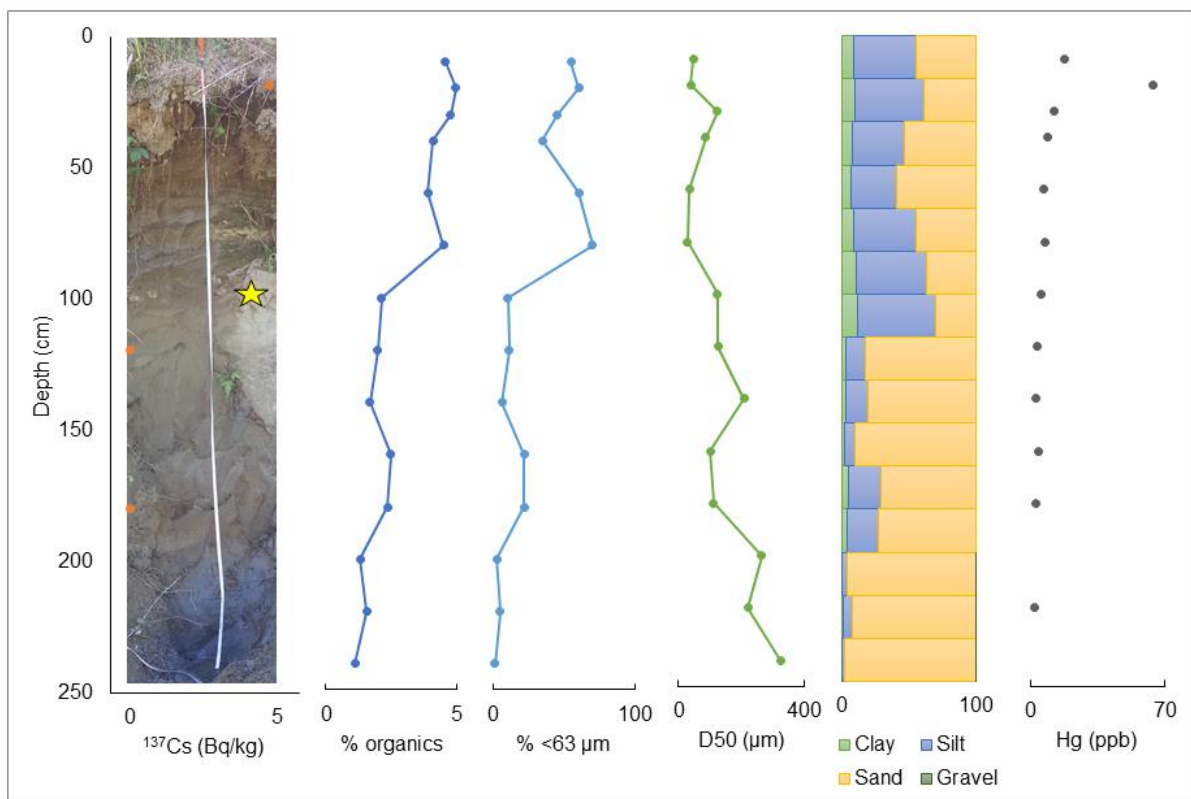 0
50
100
150
200
250
Depth (cm)
0 5
¹³⁷Cs (Bq/kg)
0 5
% organics
0 100
% <63 µm
0 400
D50 (µm)
0 100
Clay Silt
Sand Gravel
0 70
Hg (ppb)